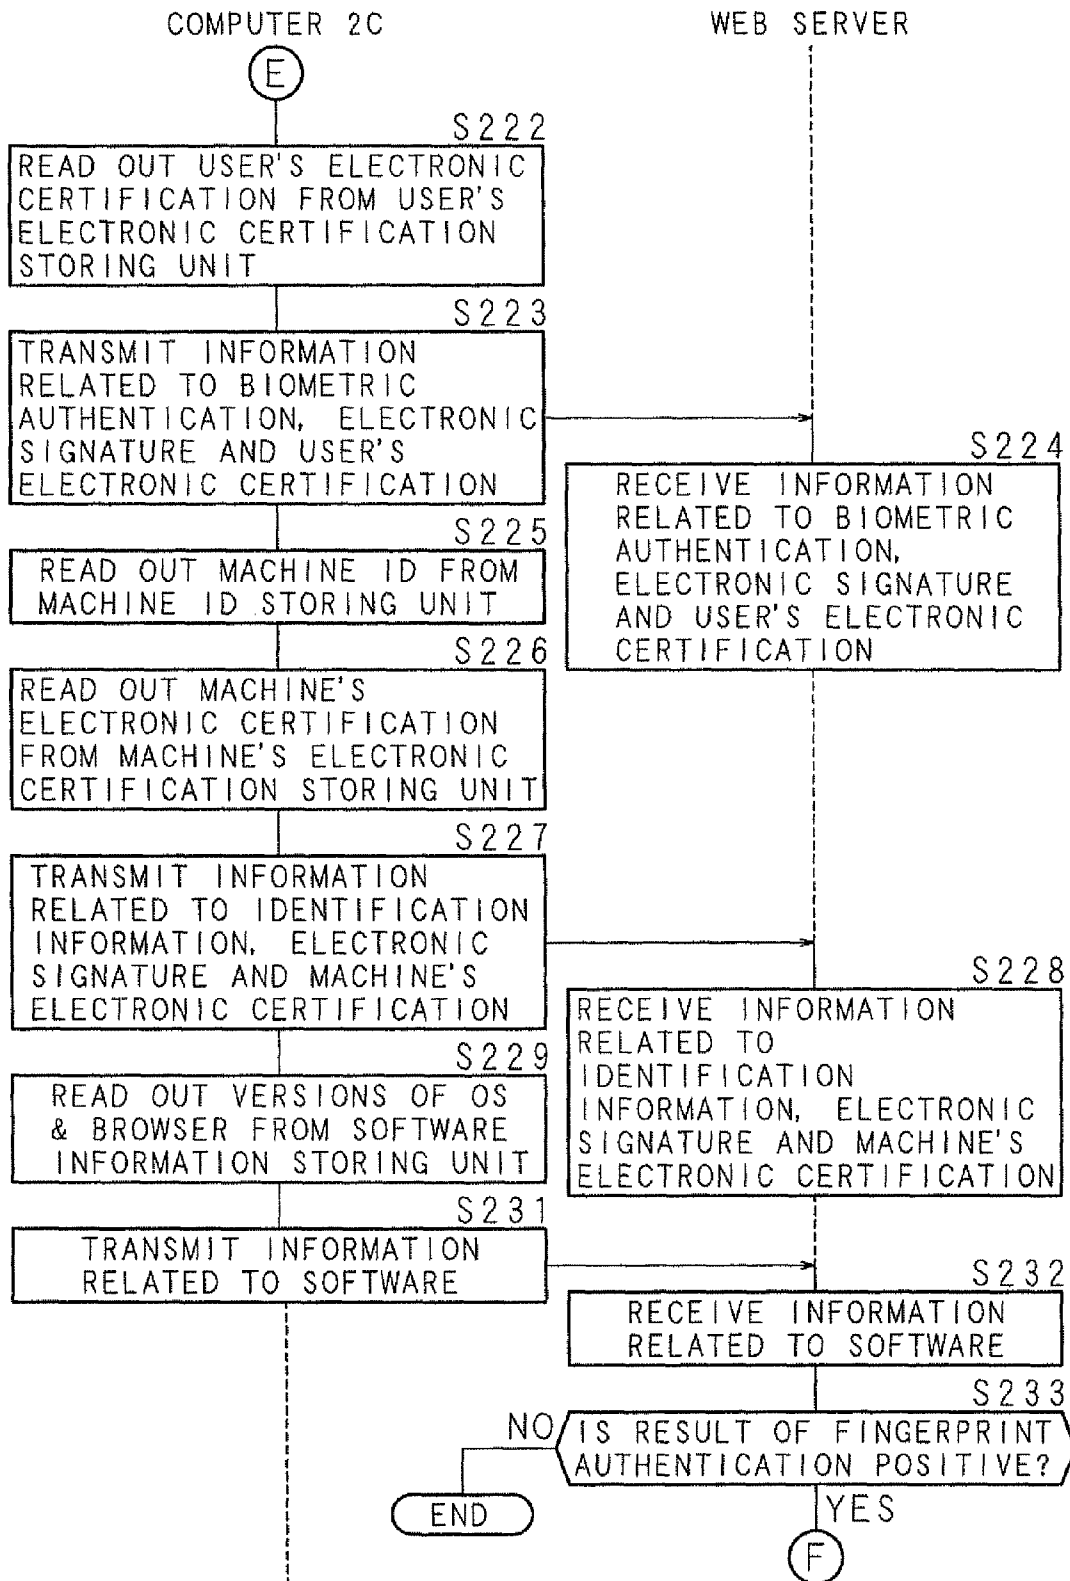 COMPUTER 2C
WEB SERVER
E
S222
READ OUT USER'S ELECTRONIC
CERTIFICATION FROM USER'S
ELECTRONIC CERTIFICATION
STORING UNIT
S223
TRANSMIT INFORMATION
RELATED TO BIOMETRIC
AUTHENTICATION, ELECTRONIC
SIGNATURE AND USER'S
ELECTRONIC CERTIFICATION
S224
RECEIVE INFORMATION
RELATED TO BIOMETRIC
AUTHENTICATION,
ELECTRONIC SIGNATURE
AND USER'S ELECTRONIC
CERTIFICATION
S225
READ OUT MACHINE ID FROM
MACHINE ID STORING UNIT
S226
READ OUT MACHINE'S
ELECTRONIC CERTIFICATION
FROM MACHINE'S ELECTRONIC
CERTIFICATION STORING UNIT
S227
TRANSMIT INFORMATION
RELATED TO IDENTIFICATION
INFORMATION, ELECTRONIC
SIGNATURE AND MACHINE'S
ELECTRONIC CERTIFICATION
S228
RECEIVE INFORMATION
RELATED TO
IDENTIFICATION
INFORMATION, ELECTRONIC
SIGNATURE AND MACHINE'S
ELECTRONIC CERTIFICATION
S229
READ OUT VERSIONS OF OS
& BROWSER FROM SOFTWARE
INFORMATION STORING UNIT
S231
TRANSMIT INFORMATION
RELATED TO SOFTWARE
S232
RECEIVE INFORMATION
RELATED TO SOFTWARE
S233
IS RESULT OF FINGERPRINT
AUTHENTICATION POSITIVE?
NO
END
YES
F